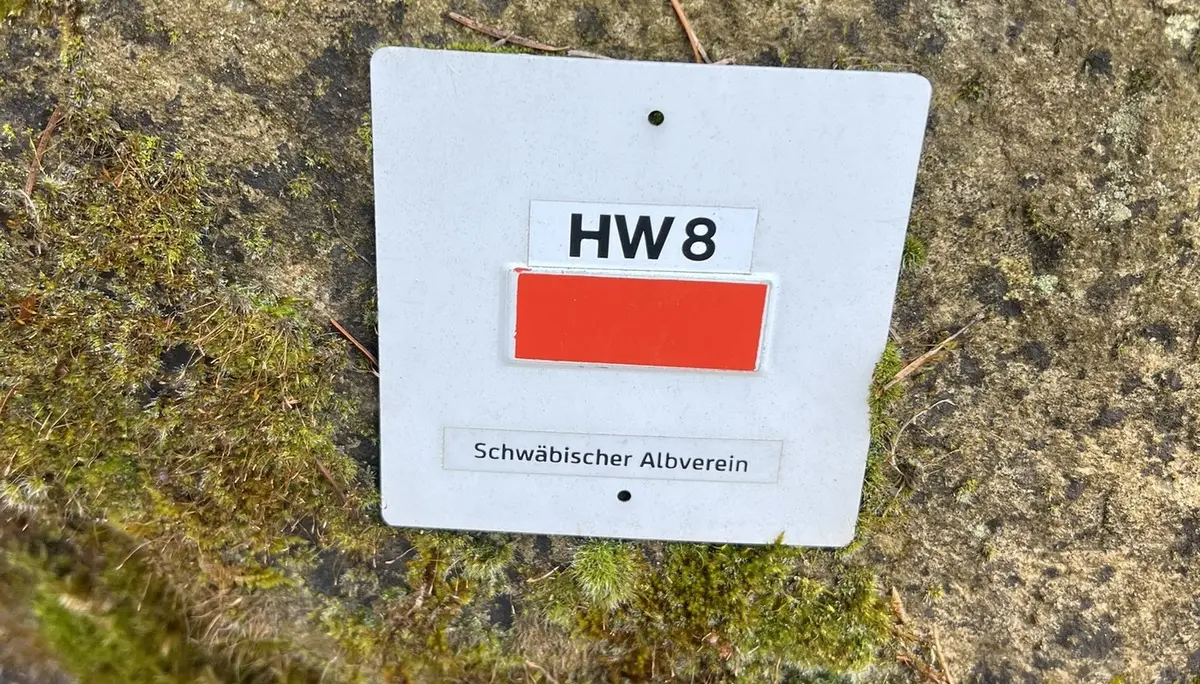 HW 8
Schwäbischer Albverein